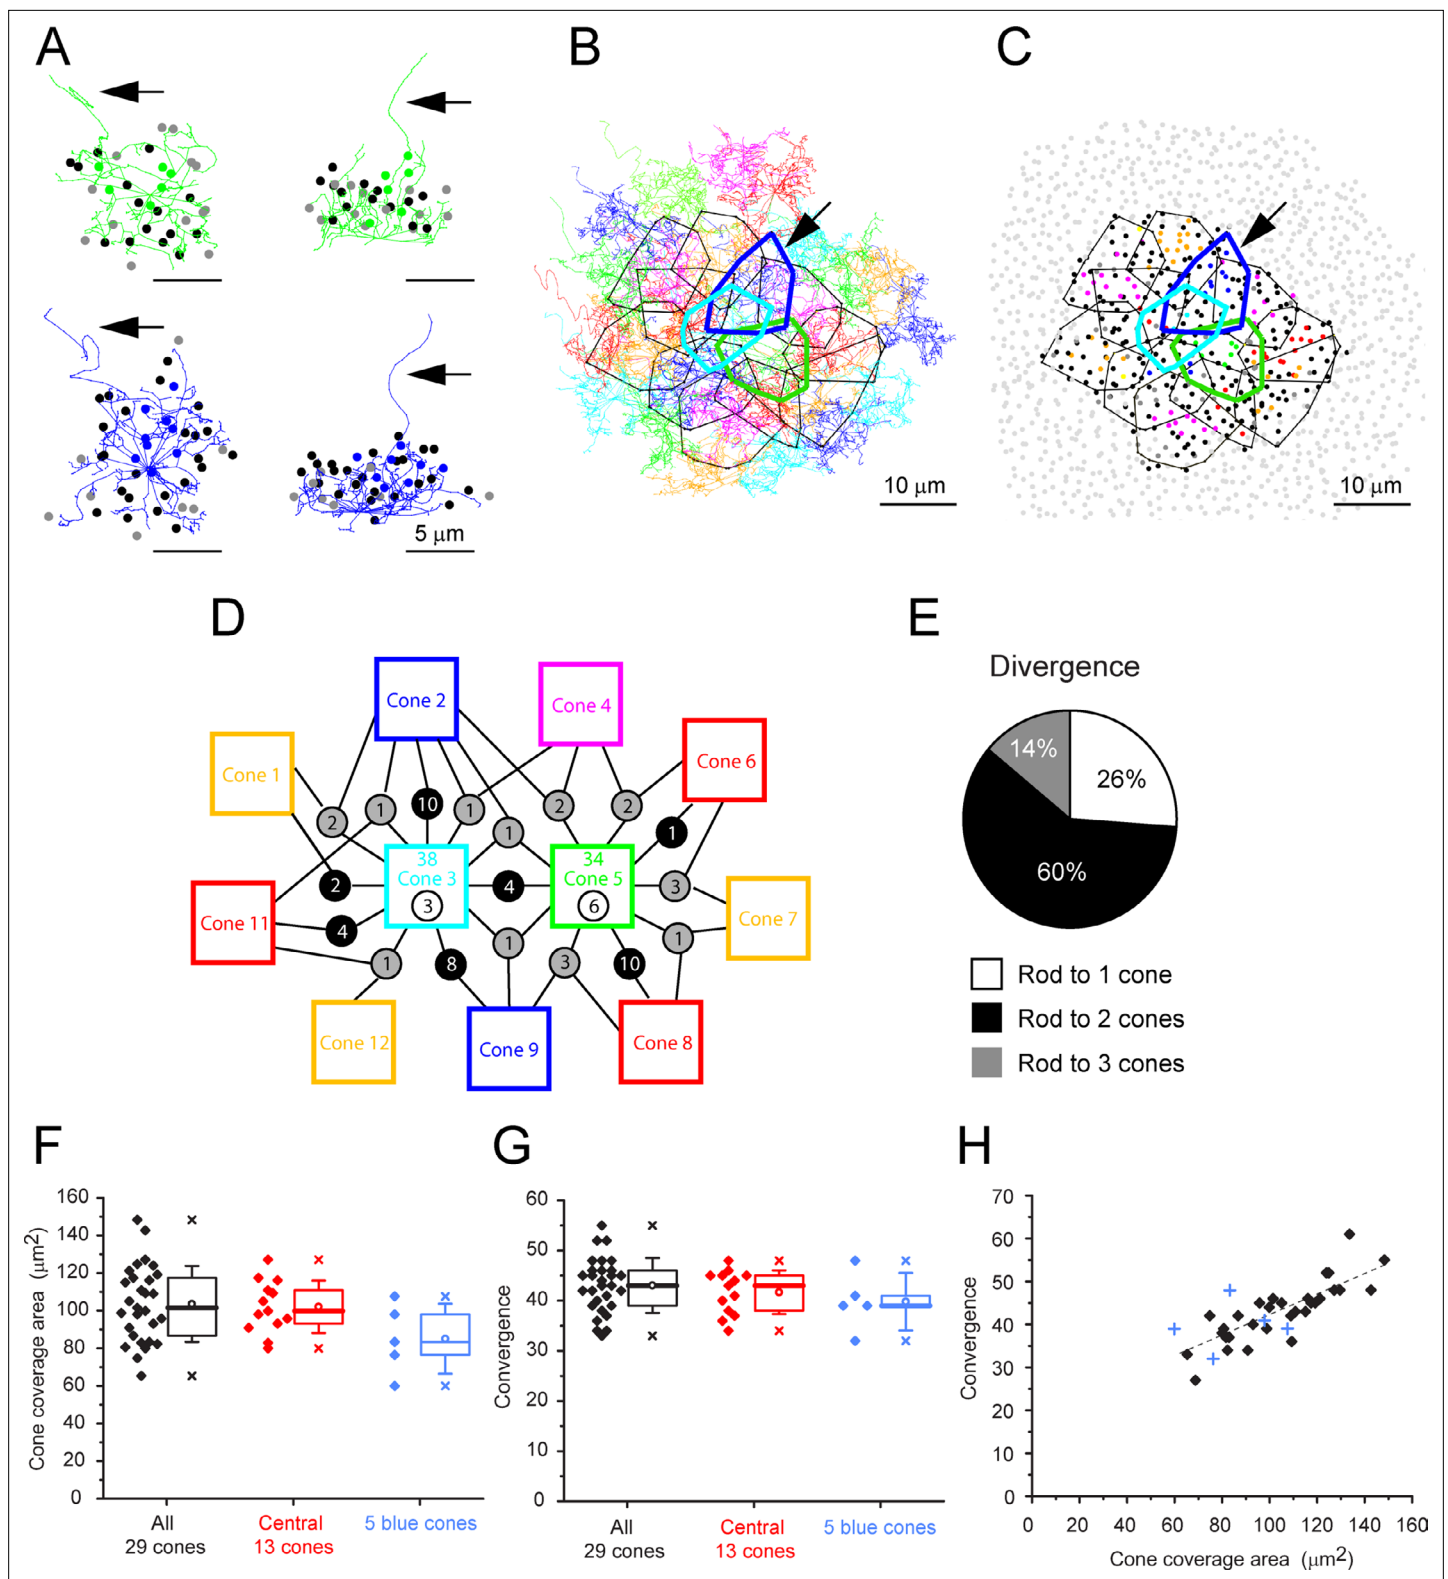 A
B
C
5 µm
10 µm
10 µm
D
Cone 2
Cone 4
Cone 1
Cone 6
2
1
10
1
2
2
1
1
38
Cone 3
3
34
Cone 5
6
2
4
3
Cone 11
Cone 7
4
1
1
1
8
3
10
Cone 12
Cone 9
Cone 8
E
Divergence
14%
26%
60%
Rod to 1 cone
Rod to 2 cones
Rod to 3 cones
F
Cone coverage area (µm2)
160
140
120
100
80
60
40
20
0
All
29 cones
Central
13 cones
5 blue cones
G
Convergence
60
50
40
30
20
10
0
All
29 cones
Central
13 cones
5 blue cones
H
Convergence
70
60
50
40
30
20
10
0
0
20
40
60
80
100
120
140
160
Cone coverage area (µm2)